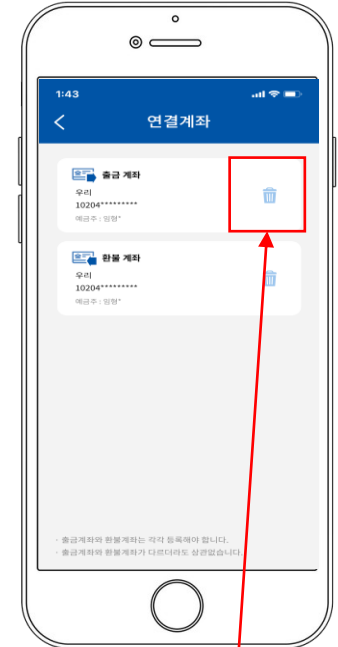 1:43
연결계좌
출금 계좌
우리
10204*********
예금주 : 임형*
환불 계좌
우리
10204*********
예금주 : 임형*
· 출금계좌와 환불계좌는 각각 등록해야 합니다.
· 출금계좌와 환불계좌가 다르더라도 상관없습니다.